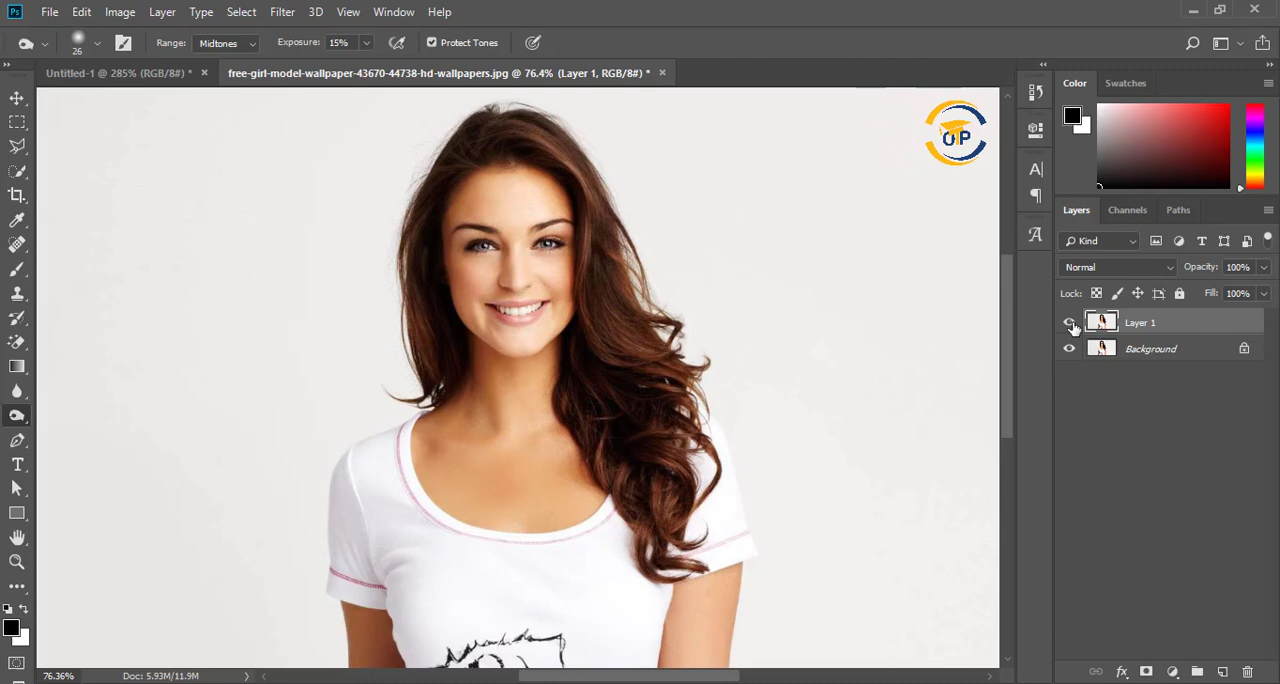 Ps File Edit Image Layer Type Select Filter 3D View Window Help
26 Range: Midtones Exposure: 15% Protect Tones
Untitled-1 @ 285% (RGB/8#) * × free-girl-model-wallpaper-43670-44738-hd-wallpapers.jpg @ 76.4% (Layer 1, RGB/8#) * ×
Color Swatches
OTP
Layers Channels Paths
Kind
Normal Opacity: 100%
Lock: Fill: 100%
Layer 1
Background
76.36% Doc: 5.93M/11.9M